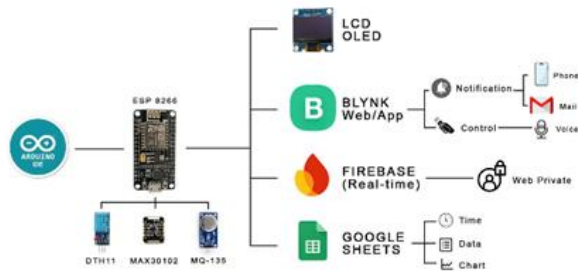 ARDUINO
IDE
ESP 8266
DTH11
MAX30102
MQ-135
LCD
OLED
B
BLYNK
Web/App
Notification
Phone
Mail
Control
Voice
FIREBASE
(Real-time)
Web Private
GOOGLE
SHEETS
Time
Data
Chart